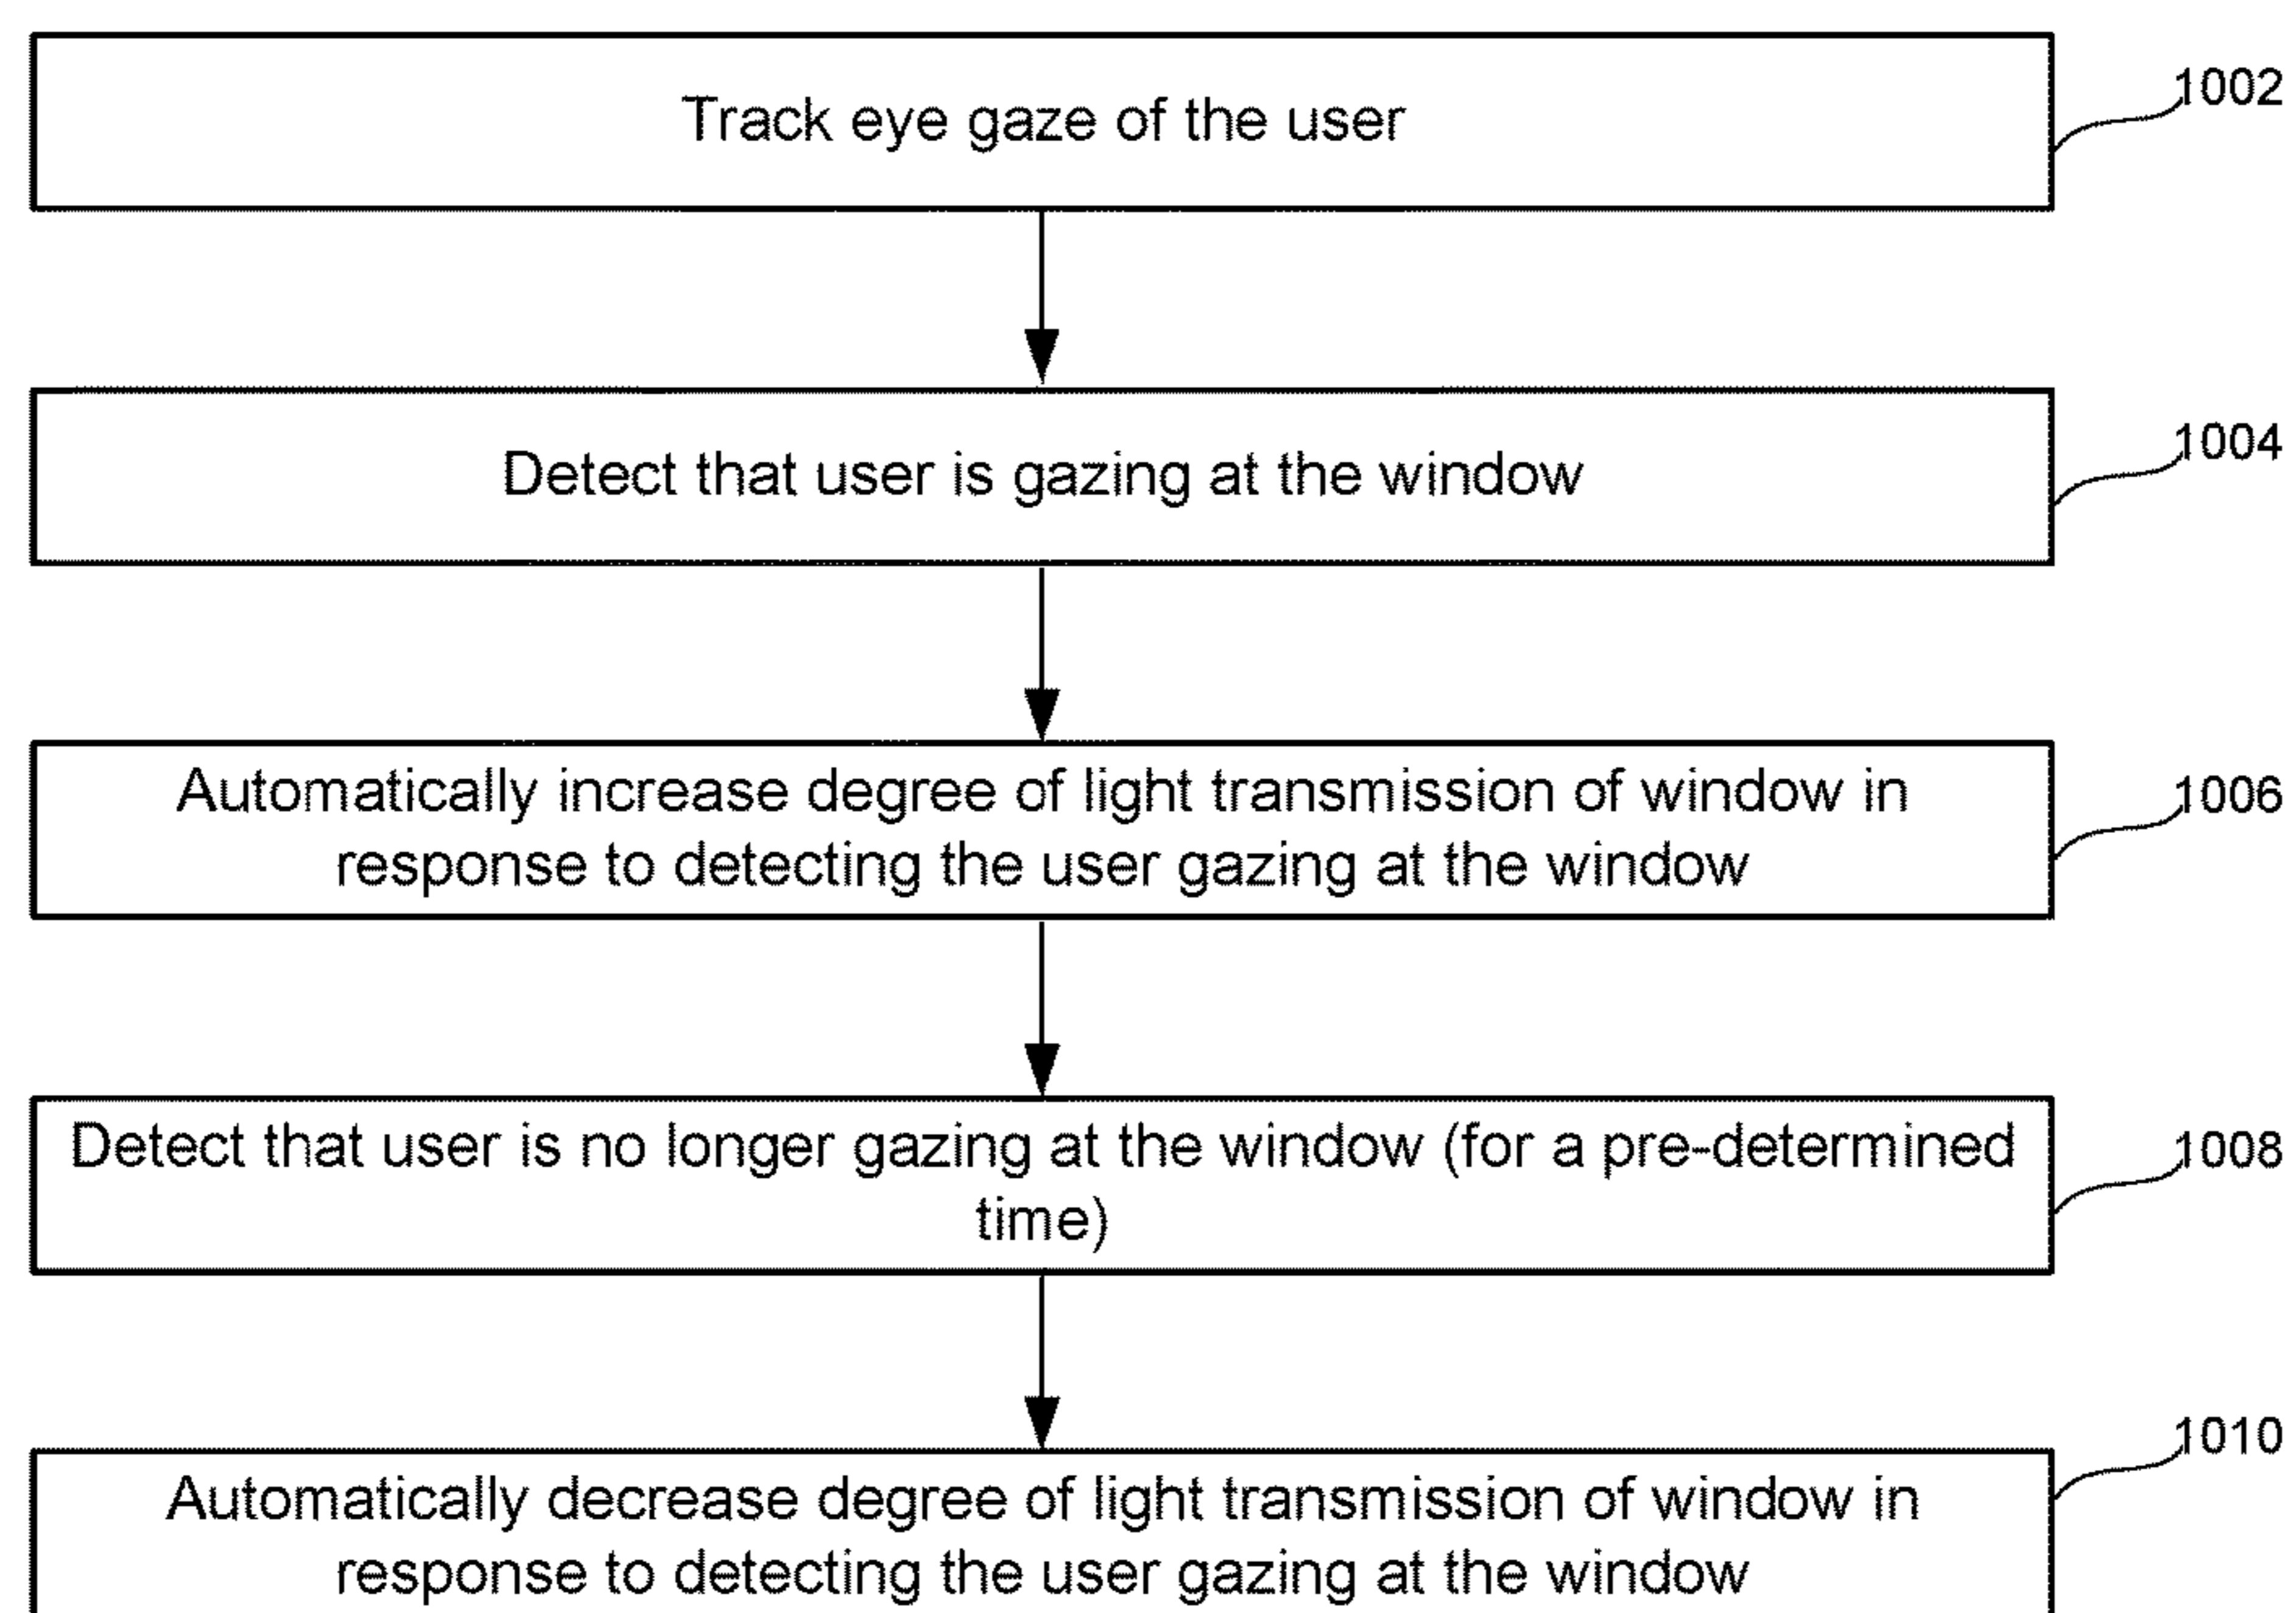 Track eye gaze of the user
1002
Detect that user is gazing at the window
1004
Automatically increase degree of light transmission of window in
response to detecting the user gazing at the window
1006
Detect that user is no longer gazing at the window (for a pre-determined
time)
1008
Automatically decrease degree of light transmission of window in
response to detecting the user gazing at the window
1010